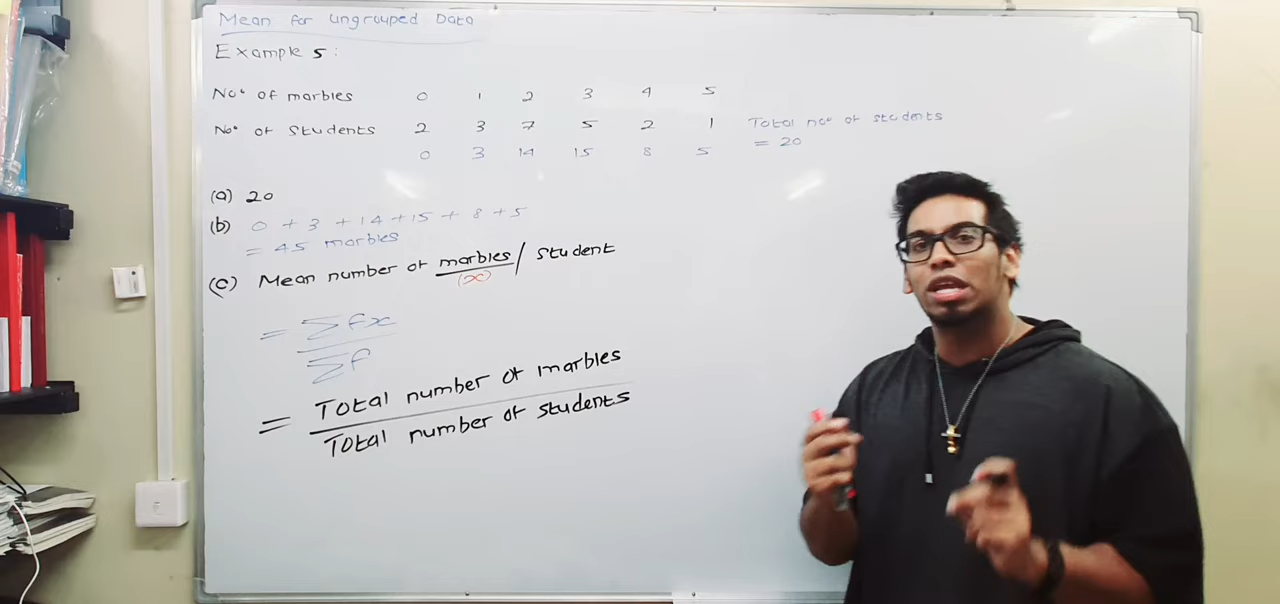 Mean for ungrouped Data
Example 5:
No. of marbles 0 1 2 3 4 5
No. of Students 2 3 7 5 2 1 Total no. of students
0 3 14 15 8 5 = 20
(a) 20
(b) 0 + 3 + 14 + 15 + 8 + 5
= 45 marbles
(c) Mean number of marbles / student
(x)
= Σfx
Σf
= Total number of marbles
Total number of students